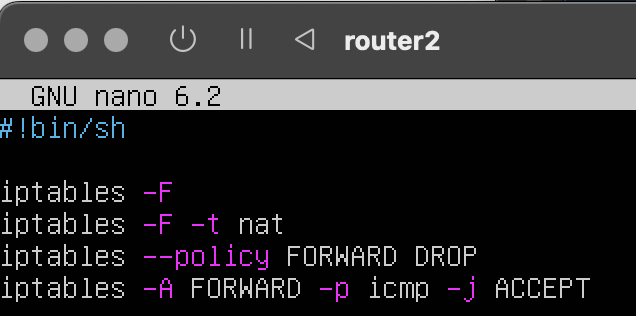 router2
GNU nano 6.2
#!bin/sh
iptables -F
iptables -F -t nat
iptables --policy FORWARD DROP
iptables -A FORWARD -p icmp -j ACCEPT